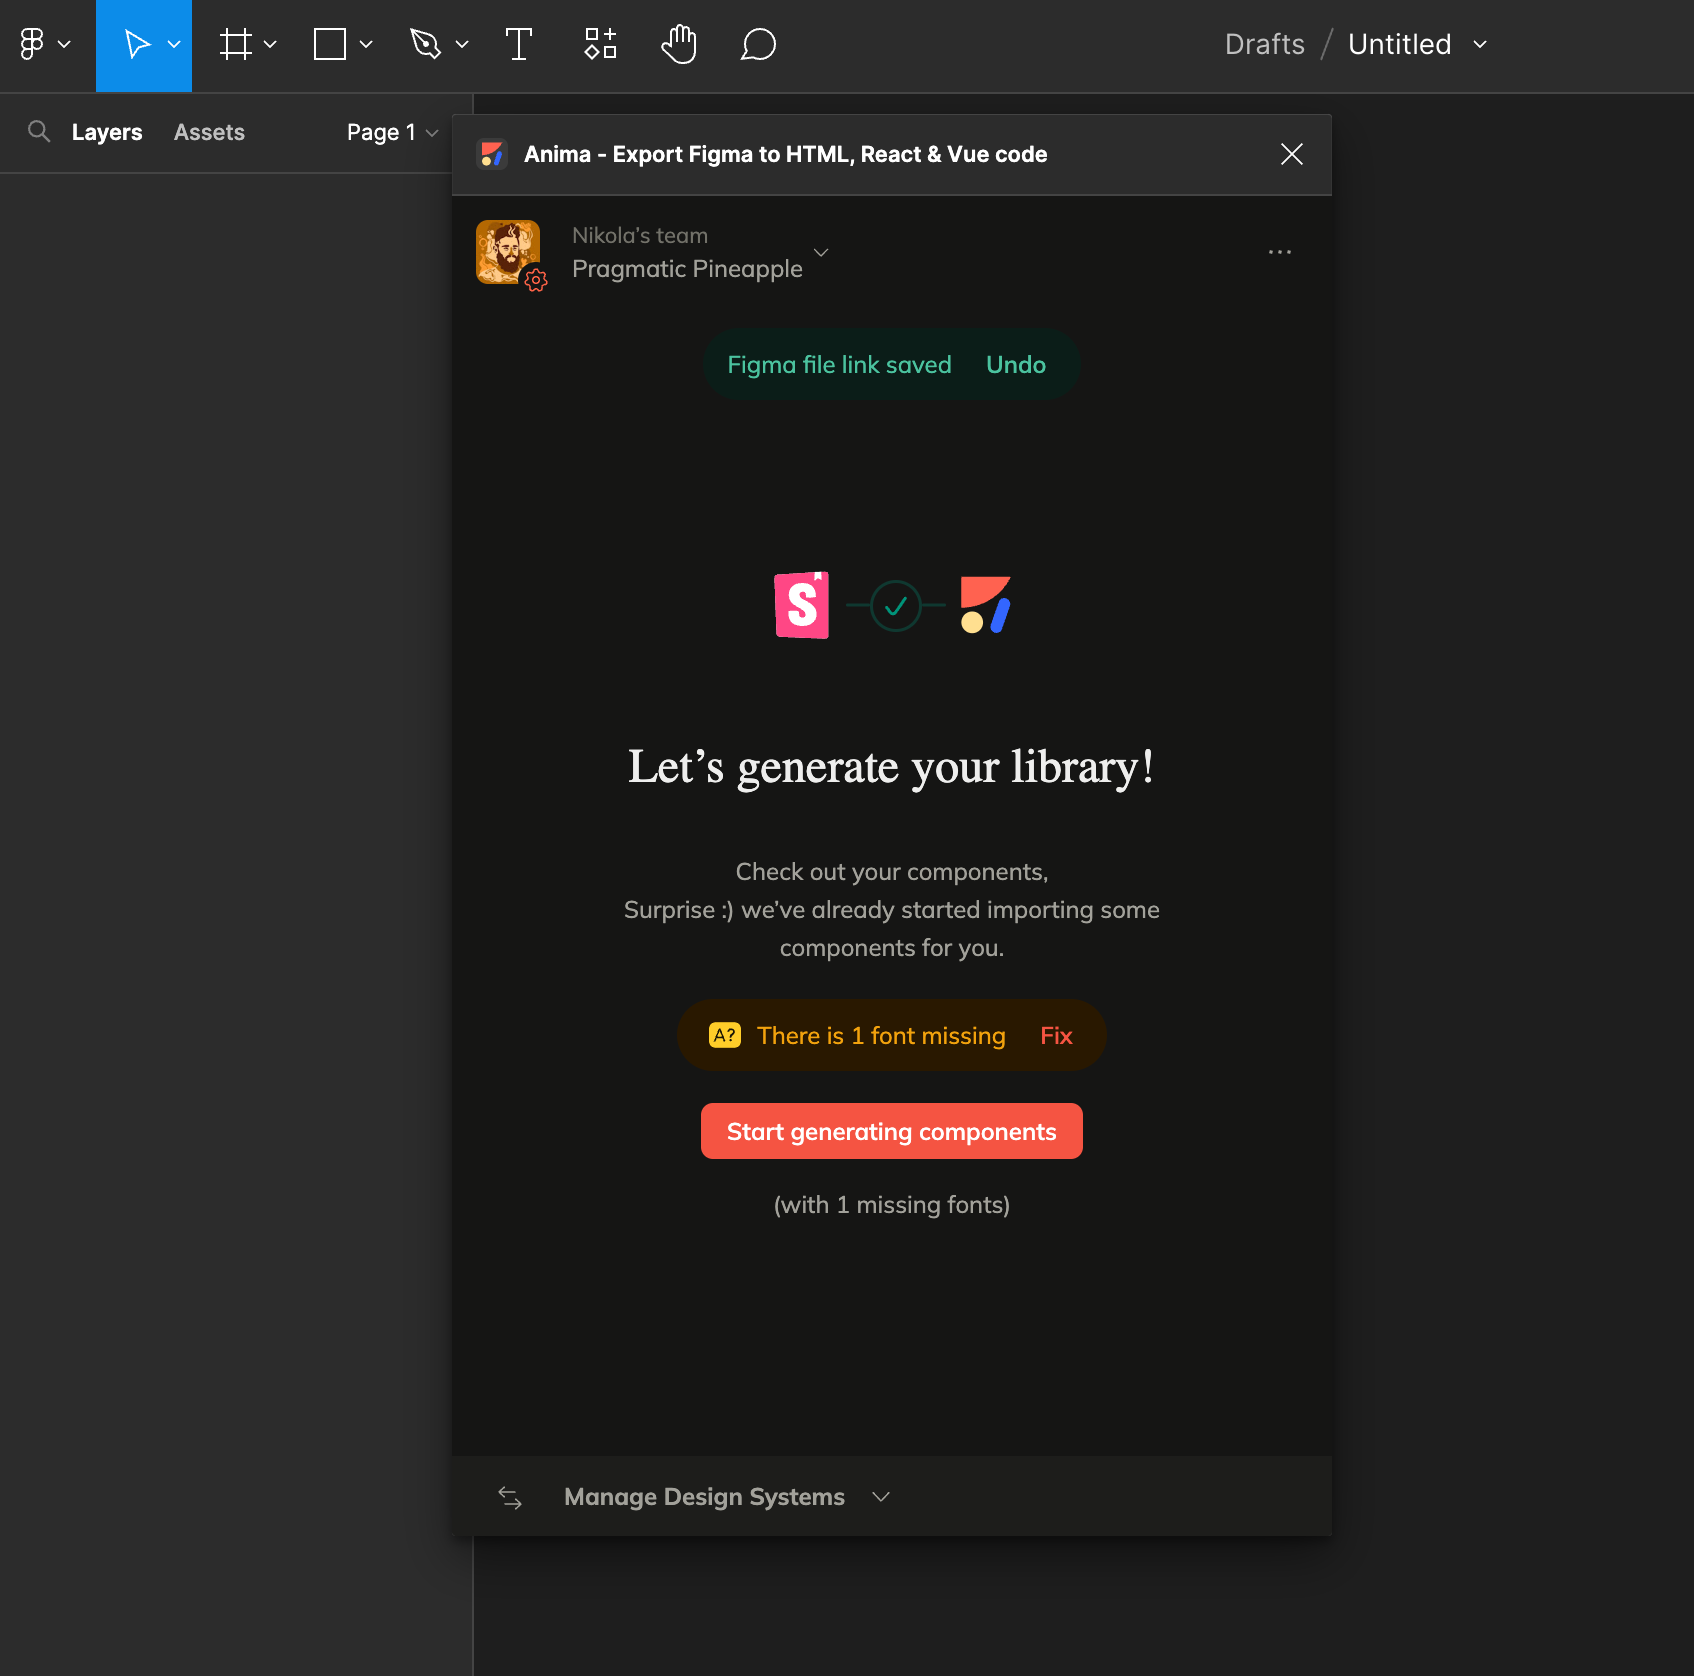 Drafts / Untitled
Layers Assets Page 1
Anima - Export Figma to HTML, React & Vue code
Nikola's team
Pragmatic Pineapple
Figma file link saved Undo
S
Let’s generate your library!
Check out your components,
Surprise :) we’ve already started importing some
components for you.
A? There is 1 font missing Fix
Start generating components
(with 1 missing fonts)
Manage Design Systems